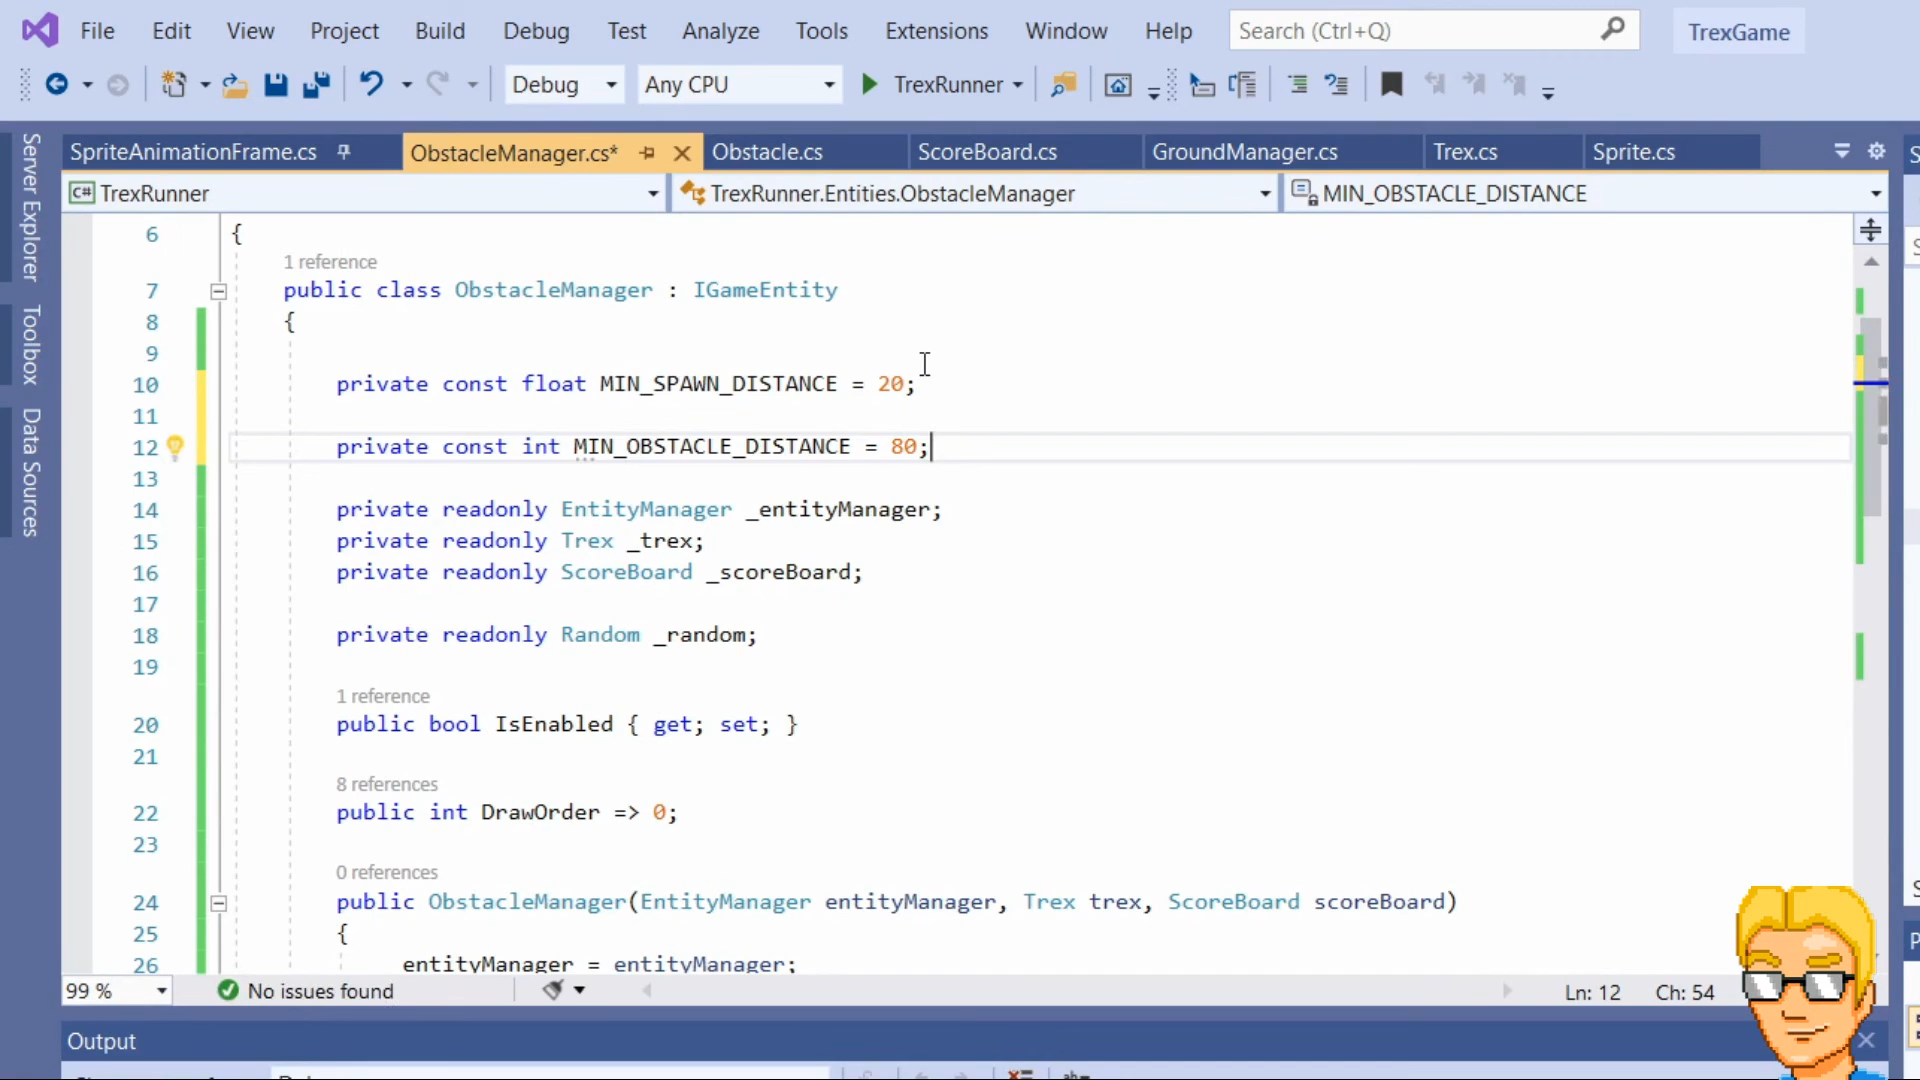 File Edit View Project Build Debug Test Tools Analyze Extensions Window Help Search (Ctrl+Q) TrexGame
Debug Any CPU TrexRunner
SpriteAnimationFrame.cs ObstacleManager.cs* Obstacle.cs ScoreBoard.cs GroundManager.cs Trex.cs Sprite.cs
C# TrexRunner TrexRunner.Entities.ObstacleManager MIN_OBSTACLE_DISTANCE
Server Explorer
Toolbox
Data Sources
6 {
1 reference
7 public class ObstacleManager : IGameEntity
8 {
9
10 private const float MIN_SPAWN_DISTANCE = 20;
11
12 private const int MIN_OBSTACLE_DISTANCE = 80;
13
14 private readonly EntityManager _entityManager;
15 private readonly Trex _trex;
16 private readonly ScoreBoard _scoreBoard;
17
18 private readonly Random _random;
19
1 reference
20 public bool IsEnabled { get; set; }
21
8 references
22 public int DrawOrder => 0;
23
0 references
24 public ObstacleManager(EntityManager entityManager, Trex trex, ScoreBoard scoreBoard)
25 {
26 entityManager = entityManager;
99 % No issues found Ln: 12 Ch: 54
Output